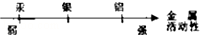 汞 银 铝 金属
弱 强 活动性